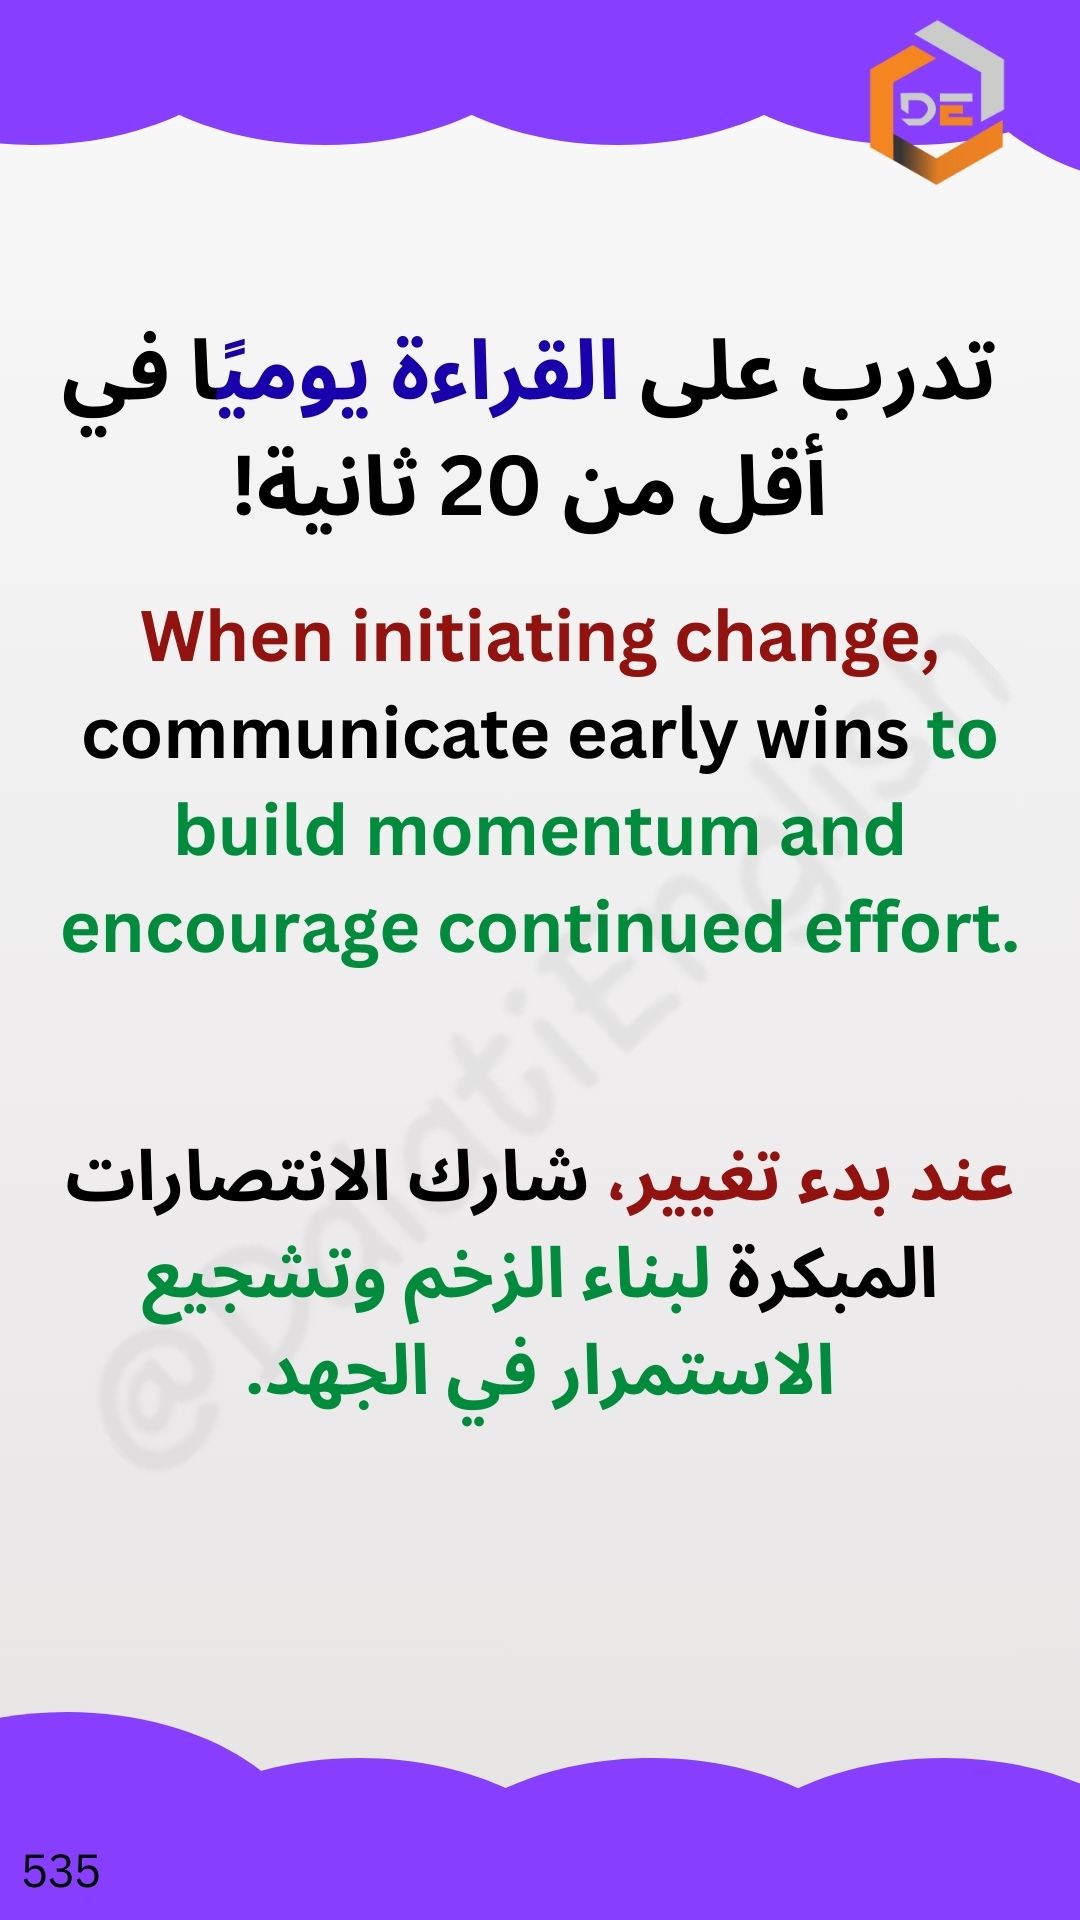 DE
تدرب على القراءة يوميًا في
أقل من 20 ثانية!
When initiating change,
communicate early wins to
build momentum and
encourage continued effort.
@DalatiEnglish
عند بدء تغيير، شارك الانتصارات
المبكرة لبناء الزخم وتشجيع
الاستمرار في الجهد.
535